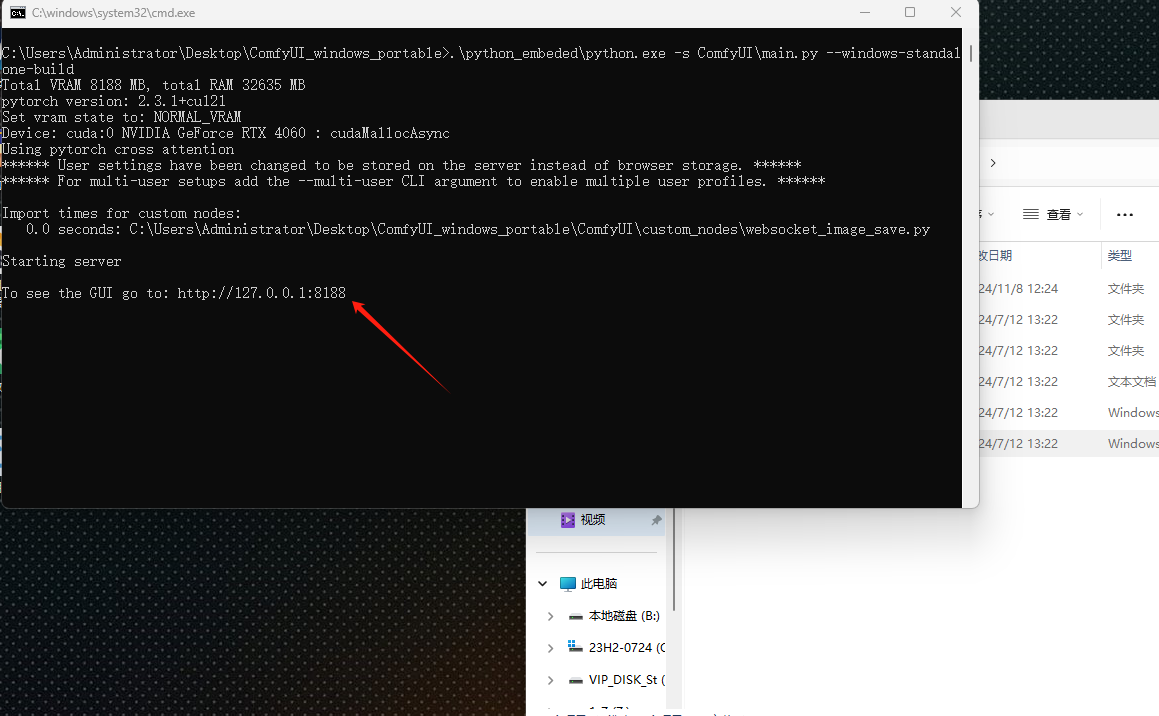 C:\windows\system32\cmd.exe
C:\Users\Administrator\Desktop\ComfyUI_windows_portable>.\python_embeded\python.exe -s ComfyUI\main.py --windows-standal
one-build
Total VRAM 8188 MB, total RAM 32635 MB
pytorch version: 2.3.1+cu121
Set vram state to: NORMAL_VRAM
Device: cuda:0 NVIDIA GeForce RTX 4060 : cudaMallocAsync
Using pytorch cross attention
****** User settings have been changed to be stored on the server instead of browser storage. ******
****** For multi-user setups add the --multi-user CLI argument to enable multiple user profiles. ******
Import times for custom nodes:
0.0 seconds: C:\Users\Administrator\Desktop\ComfyUI_windows_portable\ComfyUI\custom_nodes\websocket_image_save.py
Starting server
To see the GUI go to: http://127.0.0.1:8188
查看
改日期 类型
24/11/8 12:24 文件夹
24/7/12 13:22 文件夹
24/7/12 13:22 文件夹
24/7/12 13:22 文本文档
24/7/12 13:22 Windows
24/7/12 13:22 Windows
视频
此电脑
本地磁盘 (B:)
23H2-0724 (C
VIP_DISK_St (